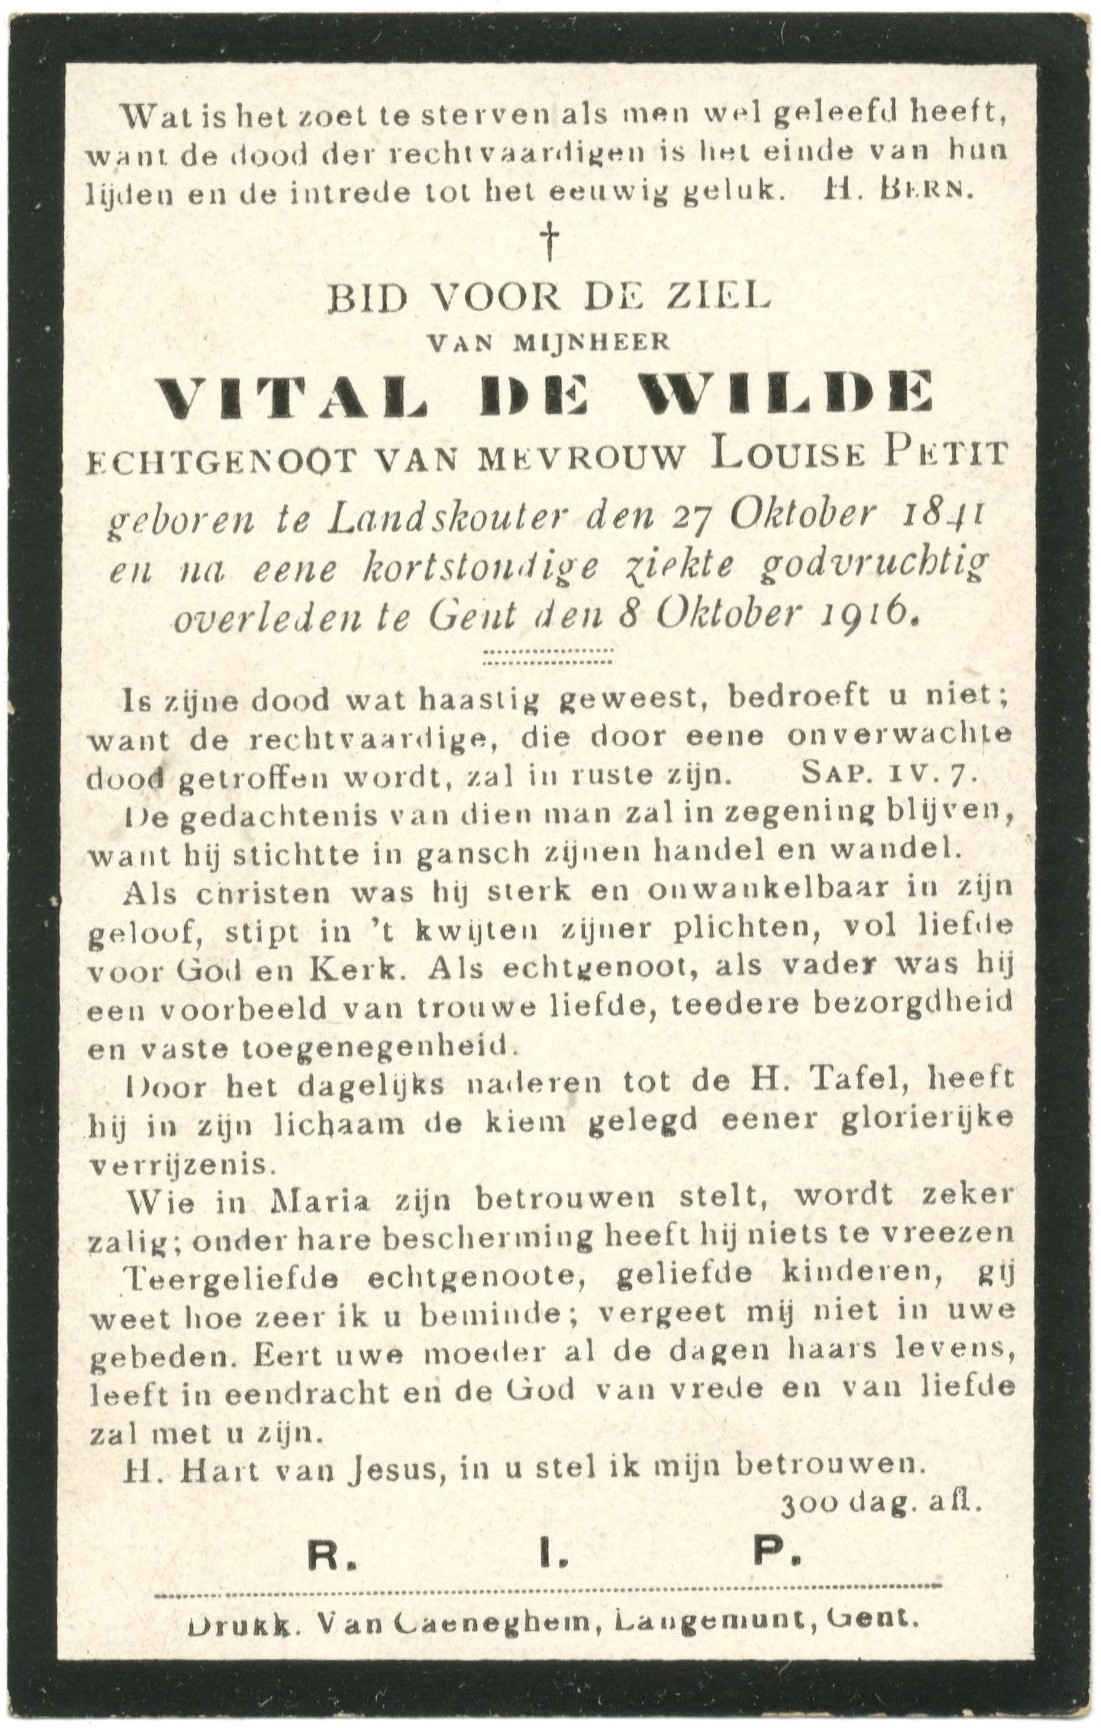 Wat is het zoet te sterven als men wel geleefd heeft,
want de dood der rechtvaardigen is het einde van hun
lijden en de intrede tot het eeuwig geluk. H. BERN.
†
BID VOOR DE ZIEL
VAN MIJNHEER
VITAL DE WILDE
ECHTGENOOT VAN MEVROUW LOUISE PETIT
geboren te Landskouter den 27 Oktober 1841
en na eene kortstondige ziekte godvruchtig
overleden te Gent den 8 Oktober 1916.
Is zijne dood wat haastig geweest, bedroeft u niet;
want de rechtvaardige, die door eene onverwachte
dood getroffen wordt, zal in ruste zijn. SAP. IV. 7.
De gedachtenis van dien man zal in zegening blijven,
want hij stichtte in gansch zijnen handel en wandel.
Als christen was hij sterk en onwankelbaar in zijn
geloof, stipt in 't kwijten zijner plichten, vol liefde
voor God en Kerk. Als echtgenoot, als vader was hij
een voorbeeld van trouwe liefde, teedere bezorgdheid
en vaste toegenegenheid.
Door het dagelijks naderen tot de H. Tafel, heeft
hij in zijn lichaam de kiem gelegd eener glorierijke
verrijzenis.
Wie in Maria zijn betrouwen stelt, wordt zeker
zalig; onder hare bescherming heeft hij niets te vreezen
Teergeliefde echtgenoote, geliefde kinderen, gij
weet hoe zeer ik u beminde; vergeet mij niet in uwe
gebeden. Eert uwe moeder al de dagen haars levens,
leeft in eendracht en de God van vrede en van liefde
zal met u zijn.
H. Hart van Jesus, in u stel ik mijn betrouwen.
300 dag. afl.
R. I. P.
Drukk. Van Caeneghem, Langemunt, Gent.